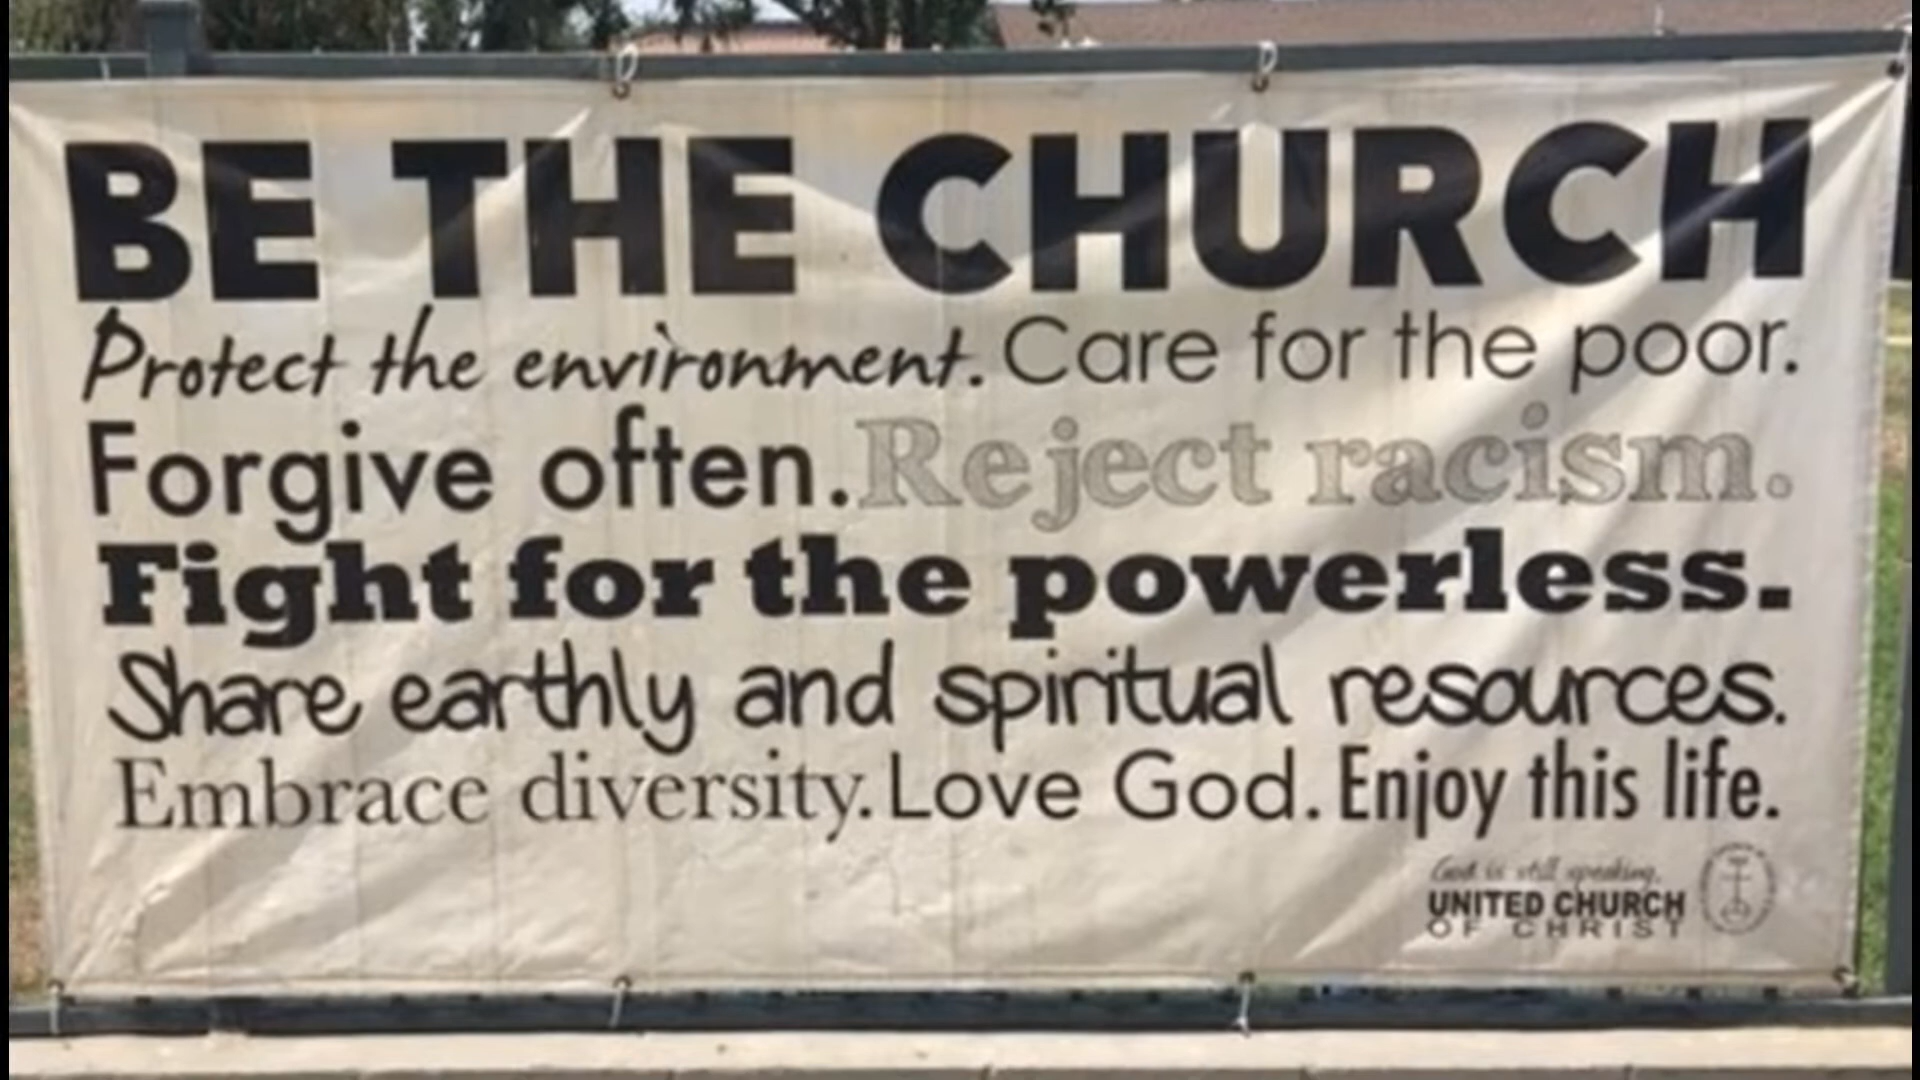 BE THE CHURCH
Protect the environment. Care for the poor.
Forgive often. Reject racism.
Fight for the powerless.
Share earthly and spiritual resources.
Embrace diversity. Love God. Enjoy this life.
God is still speaking,
UNITED CHURCH
OF CHRIST